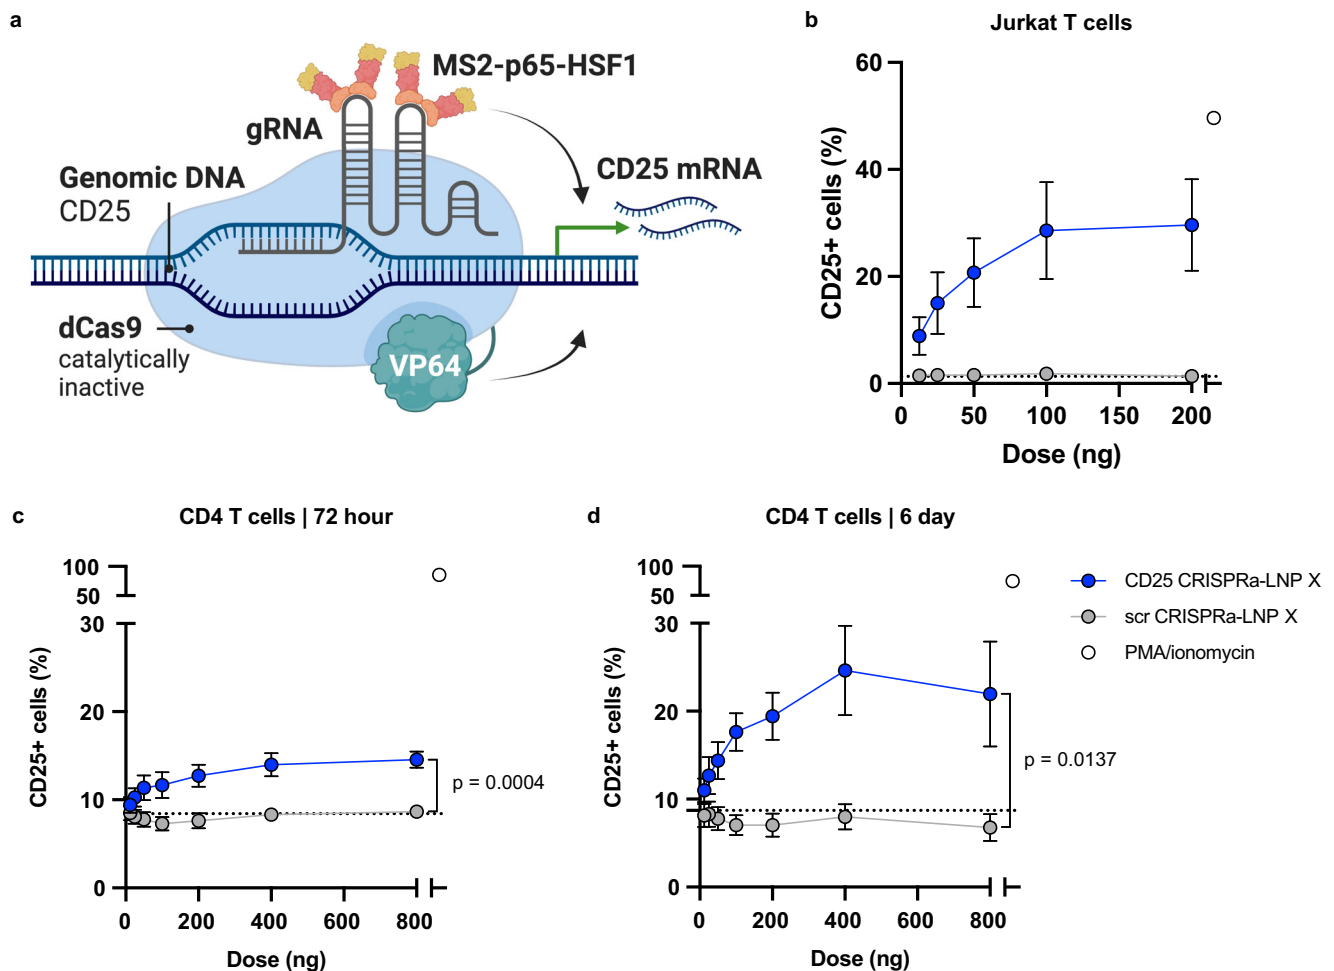 a
MS2-p65-HSF1
gRNA
Genomic DNA
CD25
CD25 mRNA
dCas9
catalytically
inactive
VP64
b
Jurkat T cells
60
40
20
0
CD25+ cells (%)
0 50 100 150 200
Dose (ng)
c
CD4 T cells | 72 hour
100
50
30
20
10
0
CD25+ cells (%)
p = 0.0004
0 200 400 600 800
Dose (ng)
d
CD4 T cells | 6 day
100
50
30
20
10
0
CD25+ cells (%)
p = 0.0137
0 200 400 600 800
Dose (ng)
CD25 CRISPRa-LNP X
scr CRISPRa-LNP X
PMA/ionomycin